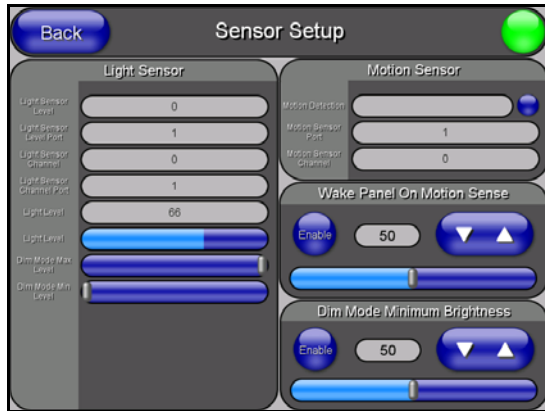 Back
Sensor Setup
Light Sensor
Light Sensor
Level
0
Light Sensor
Level Port
1
Light Sensor
Channel
0
Light Sensor
Channel Port
1
Light Level
66
Light Level
Dim Mode Max
Level
Dim Mode Min
Level
Motion Sensor
Motion Detection
Motion Sensor
Port
1
Motion Sensor
Channel
0
Wake Panel On Motion Sense
Enable
50
Dim Mode Minimum Brightness
Enable
50